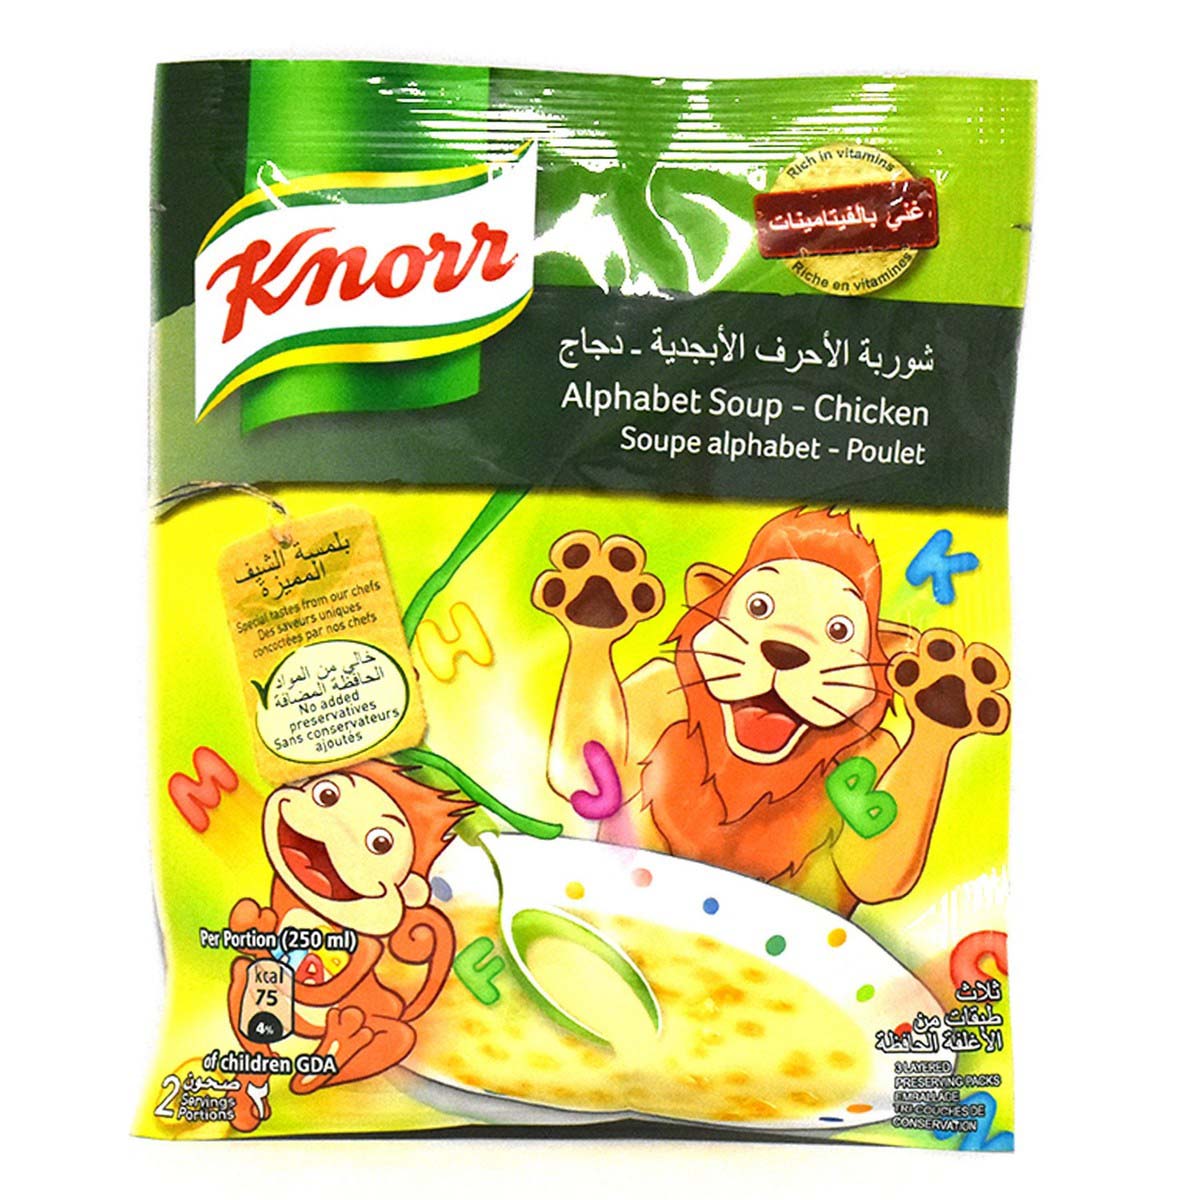 Knorr
Rich in vitamins
غني بالفيتامينات
Riche en vitamines
شوربة الأحرف الأبجدية - دجاج
Alphabet Soup - Chicken
Soupe alphabet - Poulet
بلمسة الشيف
المميزة
Special tastes from our chefs
Des saveurs uniques
concoctées par nos chefs
خالي من المواد
الحافظة المضافة
No added
preservatives
Sans conservateurs
ajoutés
K
H
M
J
B
F
C
Per Portion (250 ml)
kcal
75
4%
of children GDA
2 صحون ٢
Servings
Portions
ثلاث
طبقات من
الأغلفة الحافظة
3 LAYERED
PRESERVING PACKS
EMBALLAGE
TRI-COUCHES DE
CONSERVATION